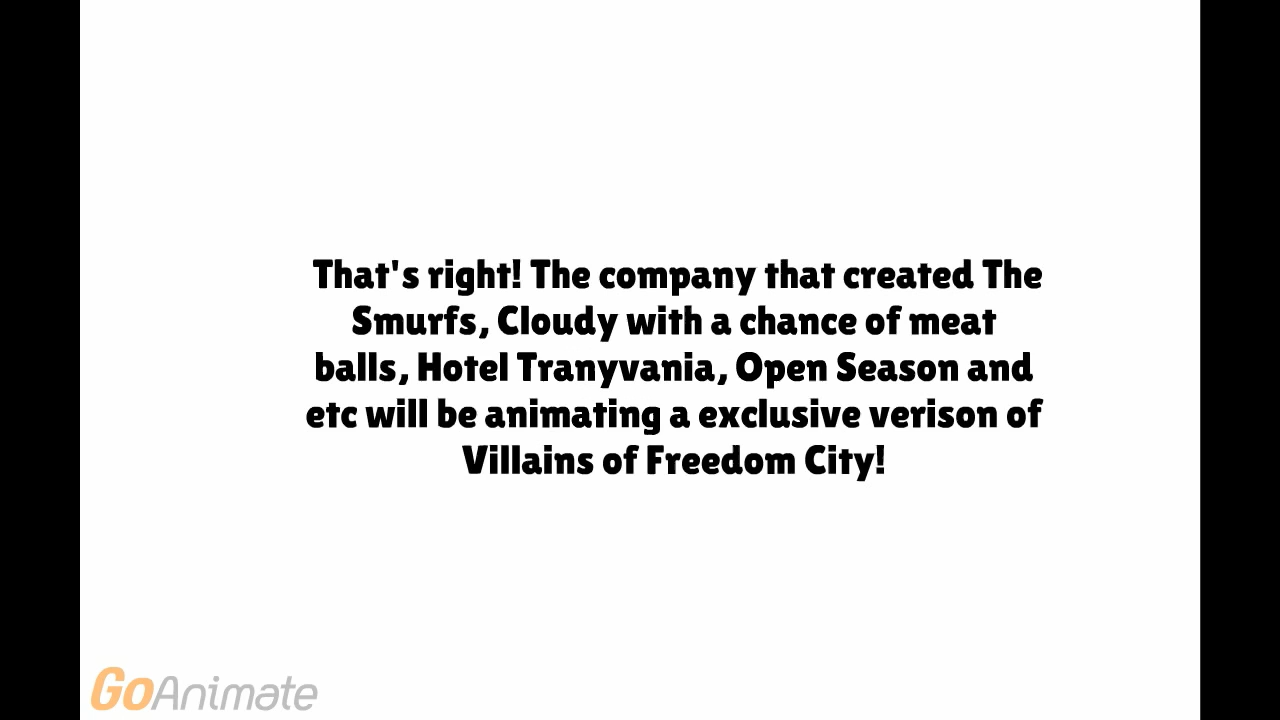 That's right! The company that created The
Smurfs, Cloudy with a chance of meat
balls, Hotel Tranyvania, Open Season and
etc will be animating a exclusive verison of
Villains of Freedom City!
GoAnimate